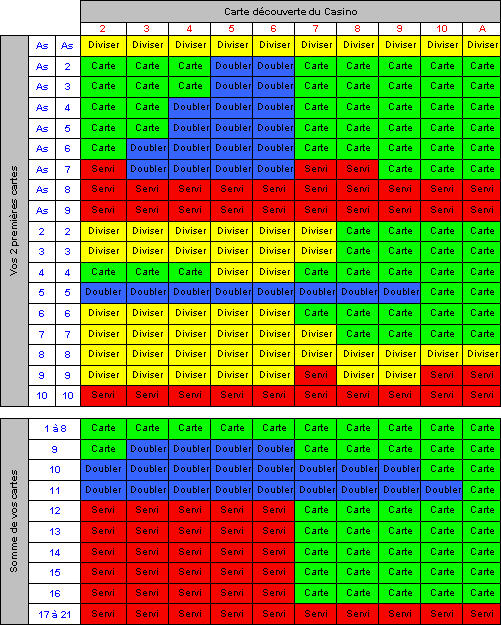 Carte découverte du Casino
2 3 4 5 6 7 8 9 10 A
Vos 2 premières cartes
As As Diviser Diviser Diviser Diviser Diviser Diviser Diviser Diviser Diviser Diviser
As 2 Carte Carte Carte Doubler Doubler Carte Carte Carte Carte Carte
As 3 Carte Carte Carte Doubler Doubler Carte Carte Carte Carte Carte
As 4 Carte Carte Doubler Doubler Doubler Carte Carte Carte Carte Carte
As 5 Carte Carte Doubler Doubler Doubler Carte Carte Carte Carte Carte
As 6 Carte Doubler Doubler Doubler Doubler Carte Carte Carte Carte Carte
As 7 Servi Doubler Doubler Doubler Doubler Servi Servi Carte Carte Carte
As 8 Servi Servi Servi Servi Servi Servi Servi Servi Servi Servi
As 9 Servi Servi Servi Servi Servi Servi Servi Servi Servi Servi
2 2 Diviser Diviser Diviser Diviser Diviser Diviser Carte Carte Carte Carte
3 3 Diviser Diviser Diviser Diviser Diviser Diviser Carte Carte Carte Carte
4 4 Carte Carte Carte Diviser Diviser Carte Carte Carte Carte Carte
5 5 Doubler Doubler Doubler Doubler Doubler Doubler Doubler Doubler Carte Carte
6 6 Diviser Diviser Diviser Diviser Diviser Carte Carte Carte Carte Carte
7 7 Diviser Diviser Diviser Diviser Diviser Diviser Carte Carte Carte Carte
8 8 Diviser Diviser Diviser Diviser Diviser Diviser Diviser Diviser Diviser Diviser
9 9 Diviser Diviser Diviser Diviser Diviser Servi Diviser Diviser Servi Servi
10 10 Servi Servi Servi Servi Servi Servi Servi Servi Servi Servi
Somme de vos cartes
1 à 8 Carte Carte Carte Carte Carte Carte Carte Carte Carte Carte
9 Carte Doubler Doubler Doubler Doubler Carte Carte Carte Carte Carte
10 Doubler Doubler Doubler Doubler Doubler Doubler Doubler Doubler Carte Carte
11 Doubler Doubler Doubler Doubler Doubler Doubler Doubler Doubler Doubler Carte
12 Servi Servi Servi Servi Servi Carte Carte Carte Carte Carte
13 Servi Servi Servi Servi Servi Carte Carte Carte Carte Carte
14 Servi Servi Servi Servi Servi Carte Carte Carte Carte Carte
15 Servi Servi Servi Servi Servi Carte Carte Carte Carte Carte
16 Servi Servi Servi Servi Servi Carte Carte Carte Carte Carte
17 à 21 Servi Servi Servi Servi Servi Servi Servi Servi Servi Servi